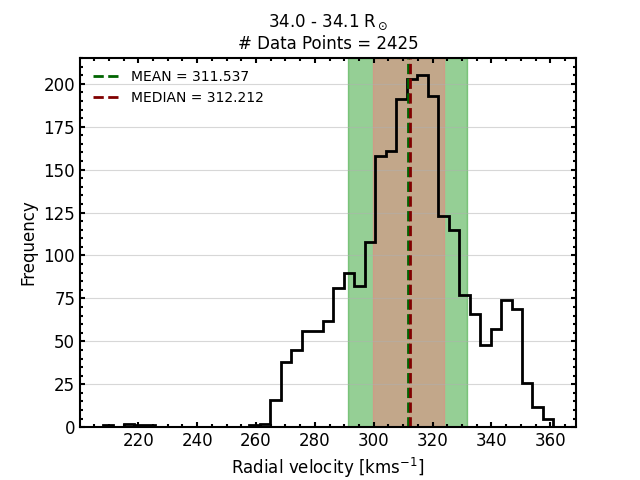 34.0 - 34.1 R⊙
# Data Points = 2425
MEAN = 311.537
MEDIAN = 312.212
Frequency
200
175
150
125
100
75
50
25
0
220 240 260 280 300 320 340 360
Radial velocity [kms⁻¹]